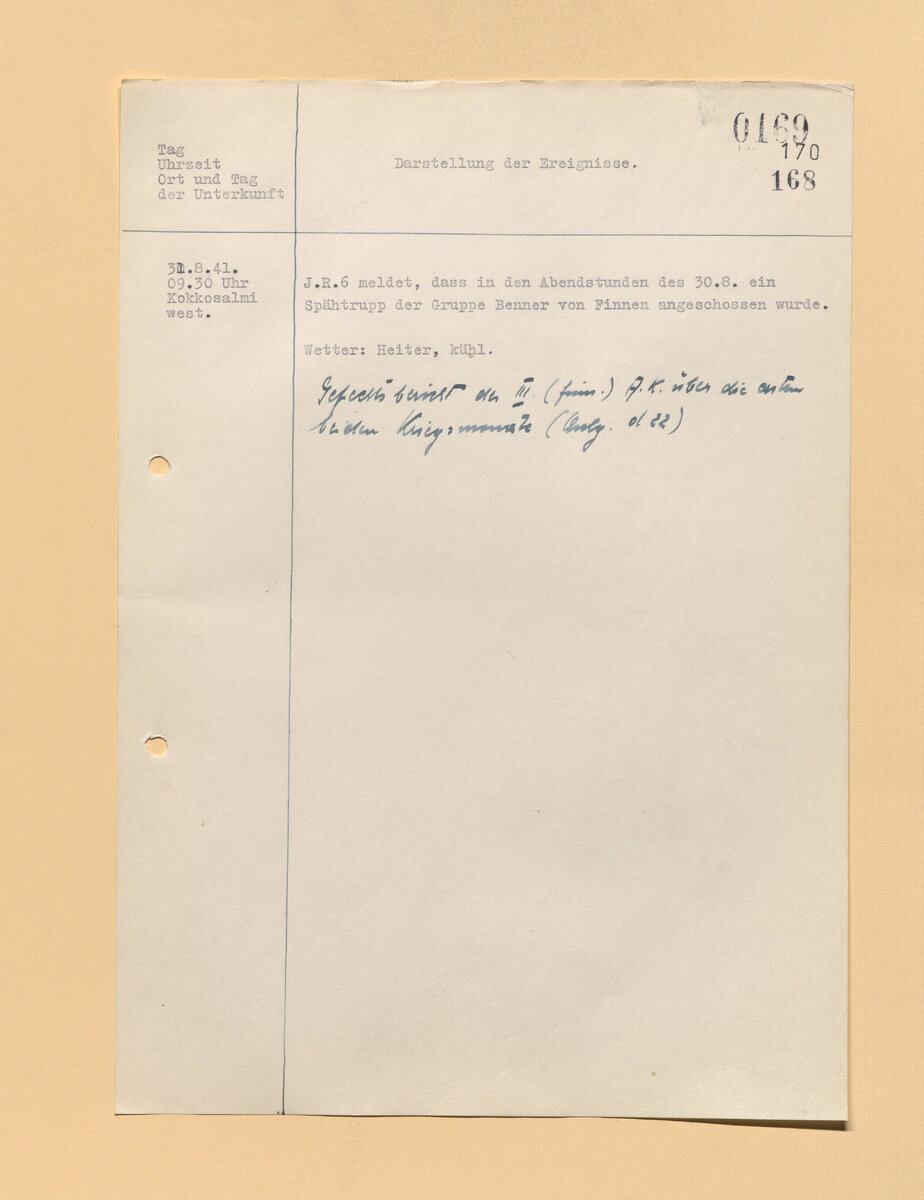 0169
170
168
Tag
Uhrzeit
Ort und Tag
der Unterkunft
Darstellung der Ereignisse.
31.8.41.
09.30 Uhr
Kokkosalmi
west.
J.R.6 meldet, dass in den Abendstunden des 30.8. ein
Spähtrupp der Gruppe Benner von Finnen angeschossen wurde.
Wetter: Heiter, kühl.
Gefechtsbericht des III. (finn.) A.K. über die ersten
beiden Kriegsmonate (Anlg. d 22)